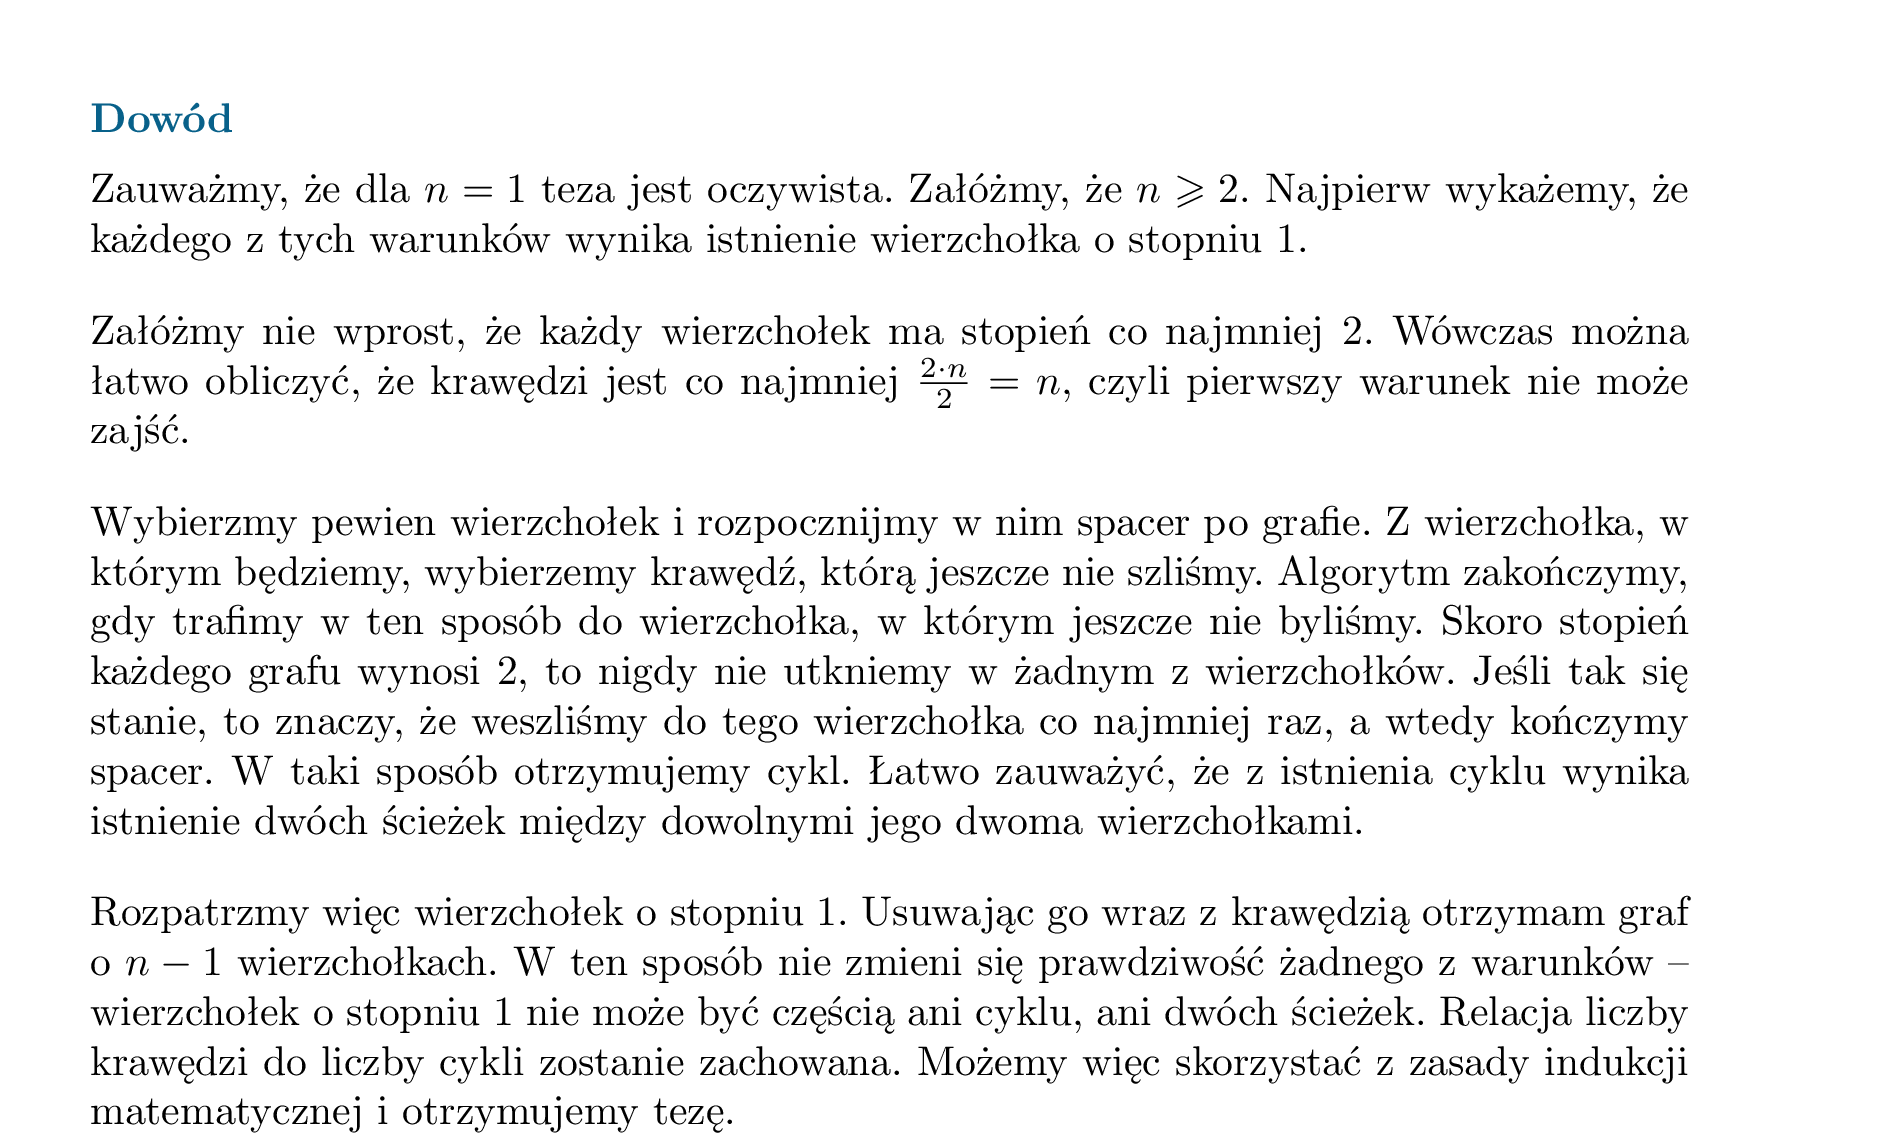 Dowód
Zauważmy, że dla n = 1 teza jest oczywista. Załóżmy, że n ⩾ 2. Najpierw wykażemy, że
każdego z tych warunków wynika istnienie wierzchołka o stopniu 1.
Załóżmy nie wprost, że każdy wierzchołek ma stopień co najmniej 2. Wówczas można
łatwo obliczyć, że krawędzi jest co najmniej \frac{2·n}{2} = n, czyli pierwszy warunek nie może
zajść.
Wybierzmy pewien wierzchołek i rozpocznijmy w nim spacer po grafie. Z wierzchołka, w
którym będziemy, wybierzemy krawędź, którą jeszcze nie szliśmy. Algorytm zakończymy,
gdy trafimy w ten sposób do wierzchołka, w którym jeszcze nie byliśmy. Skoro stopień
każdego grafu wynosi 2, to nigdy nie utkniemy w żadnym z wierzchołków. Jeśli tak się
stanie, to znaczy, że weszliśmy do tego wierzchołka co najmniej raz, a wtedy kończymy
spacer. W taki sposób otrzymujemy cykl. Łatwo zauważyć, że z istnienia cyklu wynika
istnienie dwóch ścieżek między dowolnymi jego dwoma wierzchołkami.
Rozpatrzmy więc wierzchołek o stopniu 1. Usuwając go wraz z krawędzią otrzymam graf
o n − 1 wierzchołkach. W ten sposób nie zmieni się prawdziwość żadnego z warunków –
wierzchołek o stopniu 1 nie może być częścią ani cyklu, ani dwóch ścieżek. Relacja liczby
krawędzi do liczby cykli zostanie zachowana. Możemy więc skorzystać z zasady indukcji
matematycznej i otrzymujemy tezę.